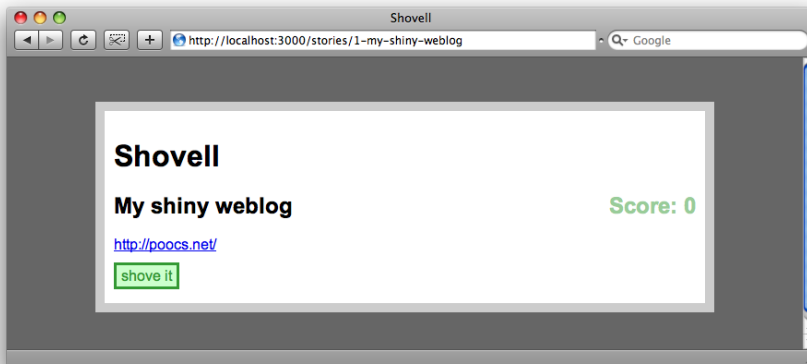 Shovell
http://localhost:3000/stories/1-my-shiny-weblog
Google
Shovell
My shiny weblog
Score: 0
http://poocs.net/
shove it